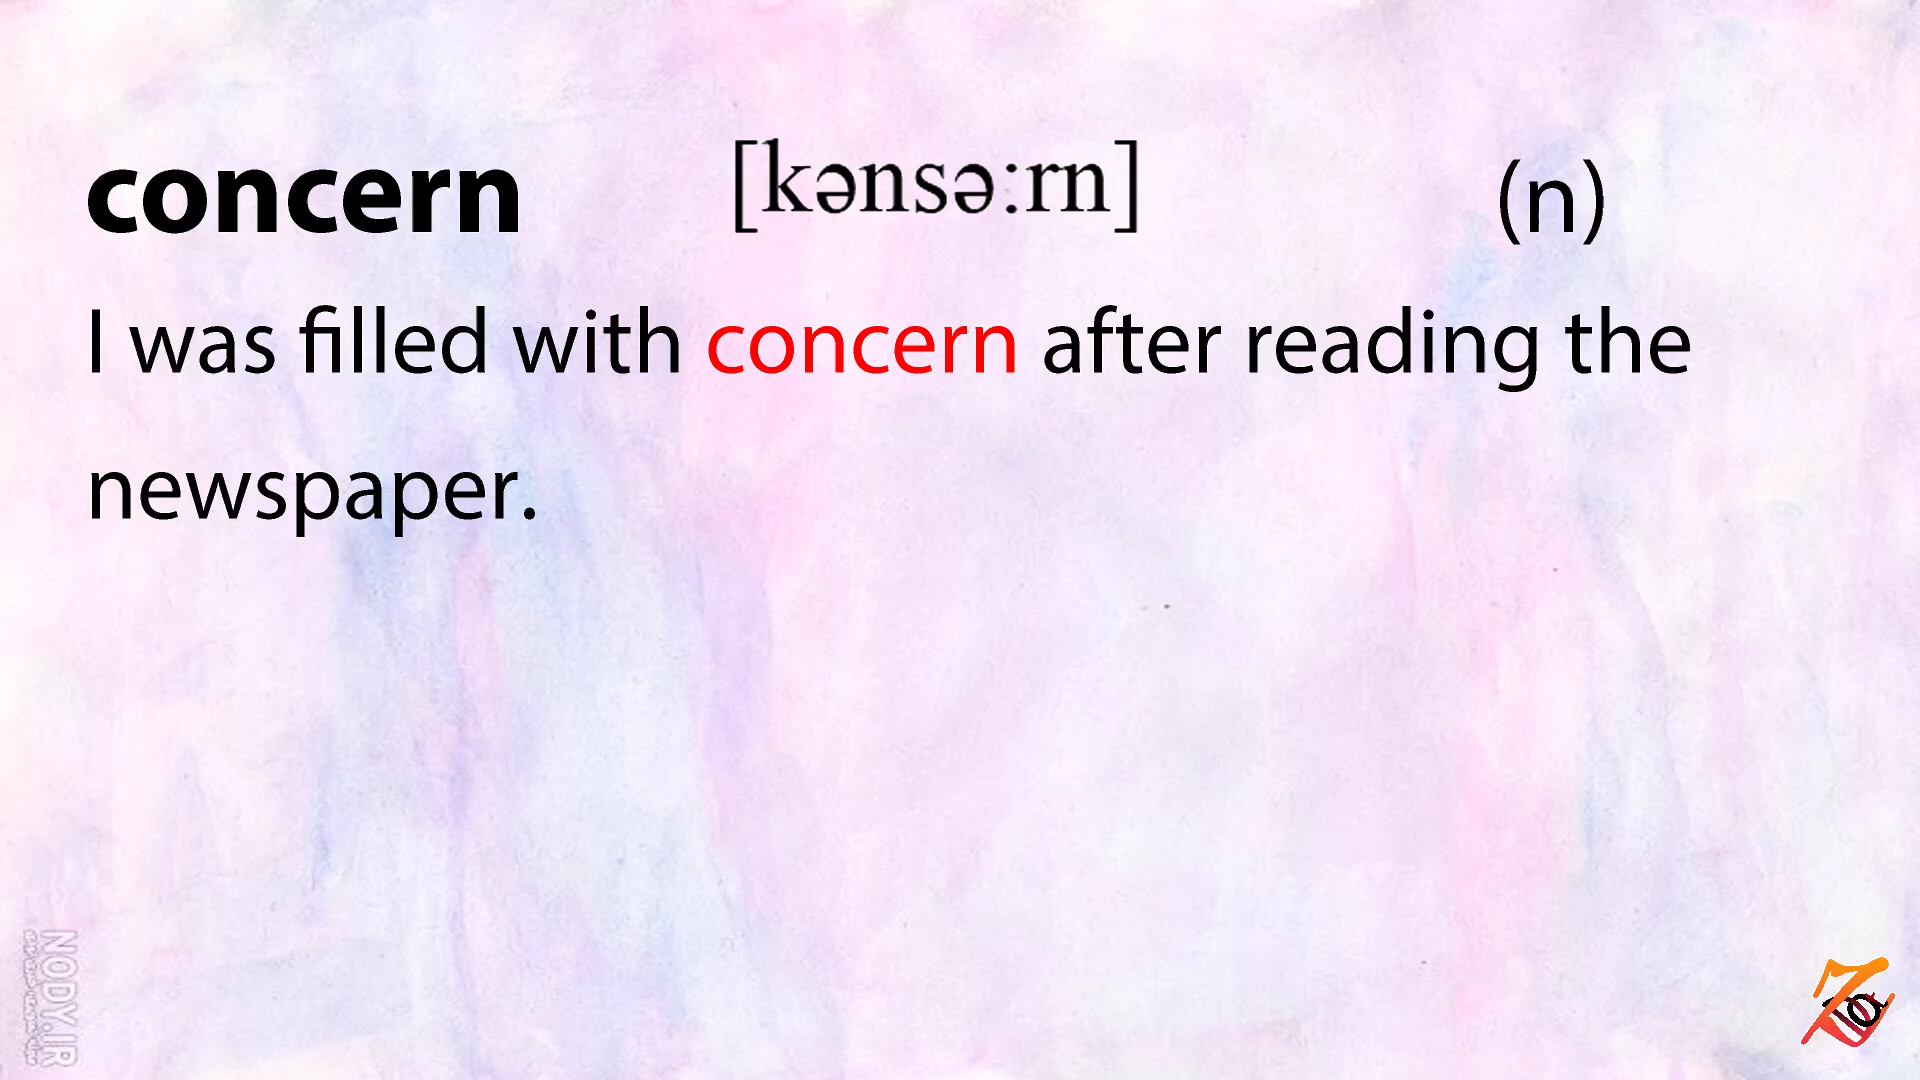 concern [kənsə:rn] (n)
I was filled with concern after reading the
newspaper.
NODY.IR